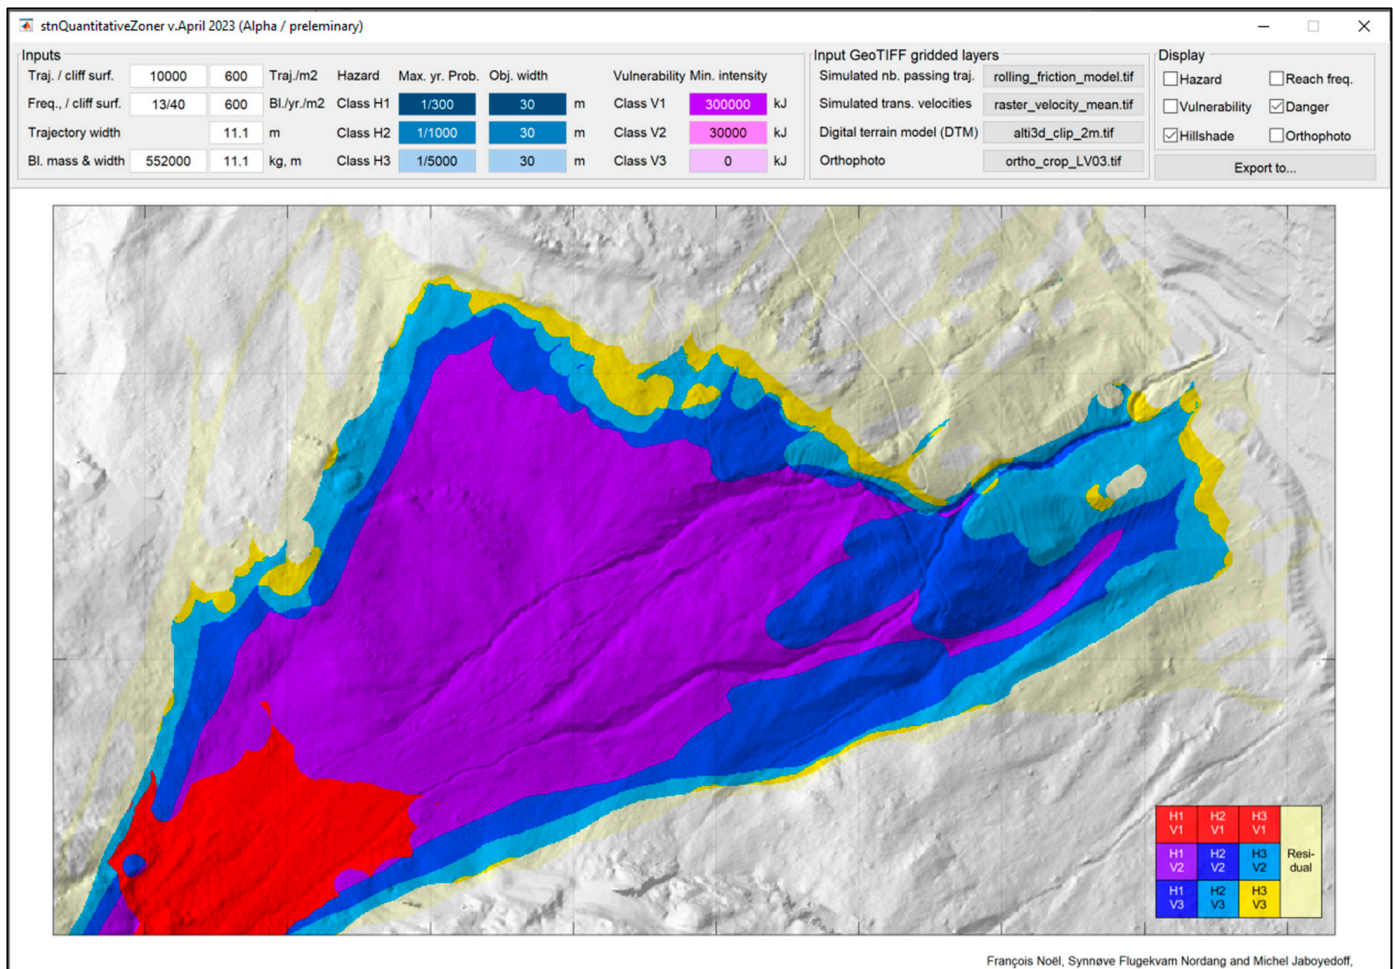 stnQuantitativeZoner v.April 2023 (Alpha / preleminary)
Inputs
Traj. / cliff surf. 10000 600 Traj./m2 Hazard Max. yr. Prob. Obj. width Vulnerability Min. intensity
Freq., / cliff surf. 13/40 600 Bl./yr./m2 Class H1 1/300 30 m Class V1 300000 kJ
Trajectory width 11.1 m Class H2 1/1000 30 m Class V2 30000 kJ
Bl. mass & width 552000 11.1 kg, m Class H3 1/5000 30 m Class V3 0 kJ
Input GeoTIFF gridded layers
Simulated nb. passing traj. rolling_friction_model.tif
Simulated trans. velocities raster_velocity_mean.tif
Digital terrain model (DTM) alti3d_clip_2m.tif
Orthophoto ortho_crop_LV03.tif
Display
Hazard Reach freq.
Vulnerability Danger
Hillshade Orthophoto
Export to...
H1 H2 H3
V1 V1 V1
H1 H2 H3 Resi-
V2 V2 V2 dual
H1 H2 H3
V3 V3 V3
François Noël, Synnøve Flugekvam Nordang and Michel Jaboyedoff,